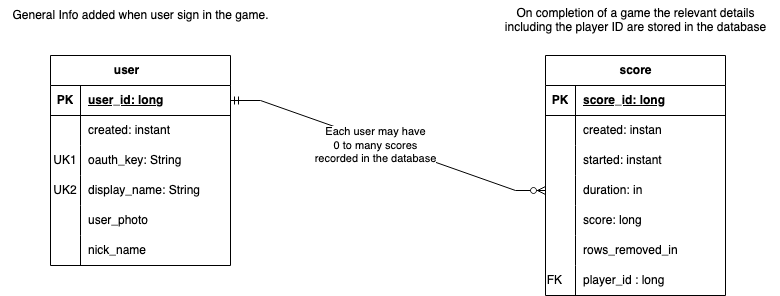 General Info added when user sign in the game.
On completion of a game the relevant details
including the player ID are stored in the database
user
PK user_id: long
created: instant
UK1 oauth_key: String
UK2 display_name: String
user_photo
nick_name
Each user may have
0 to many scores
recorded in the database
score
PK score_id: long
created: instan
started: instant
duration: in
score: long
rows_removed_in
FK player_id : long